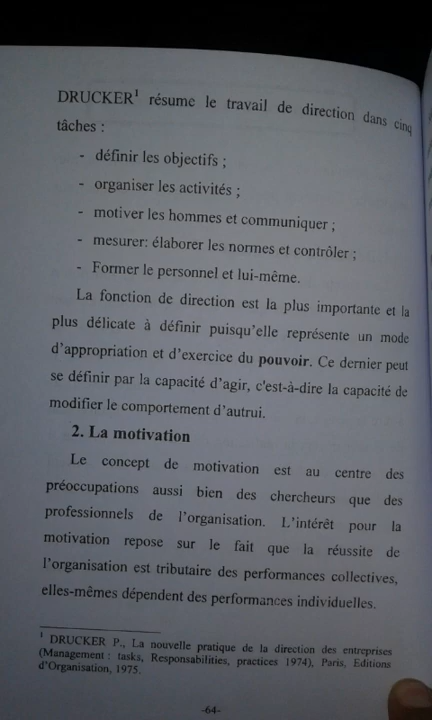 DRUCKER¹ résume le travail de direction dans cinq
tâches :
- définir les objectifs ;
- organiser les activités ;
- motiver les hommes et communiquer ;
- mesurer: élaborer les normes et contrôler ;
- Former le personnel et lui-même.
La fonction de direction est la plus importante et la
plus délicate à définir puisqu'elle représente un mode
d'appropriation et d'exercice du pouvoir. Ce dernier peut
se définir par la capacité d'agir, c'est-à-dire la capacité de
modifier le comportement d'autrui.
2. La motivation
Le concept de motivation est au centre des
préoccupations aussi bien des chercheurs que des
professionnels de l'organisation. L'intérêt pour la
motivation repose sur le fait que la réussite de
l'organisation est tributaire des performances collectives,
elles-mêmes dépendent des performances individuelles.
¹ DRUCKER P., La nouvelle pratique de la direction des entreprises
(Management : tasks, Responsabilities, practices 1974), Paris, Editions
d'Organisation, 1975.
-64-